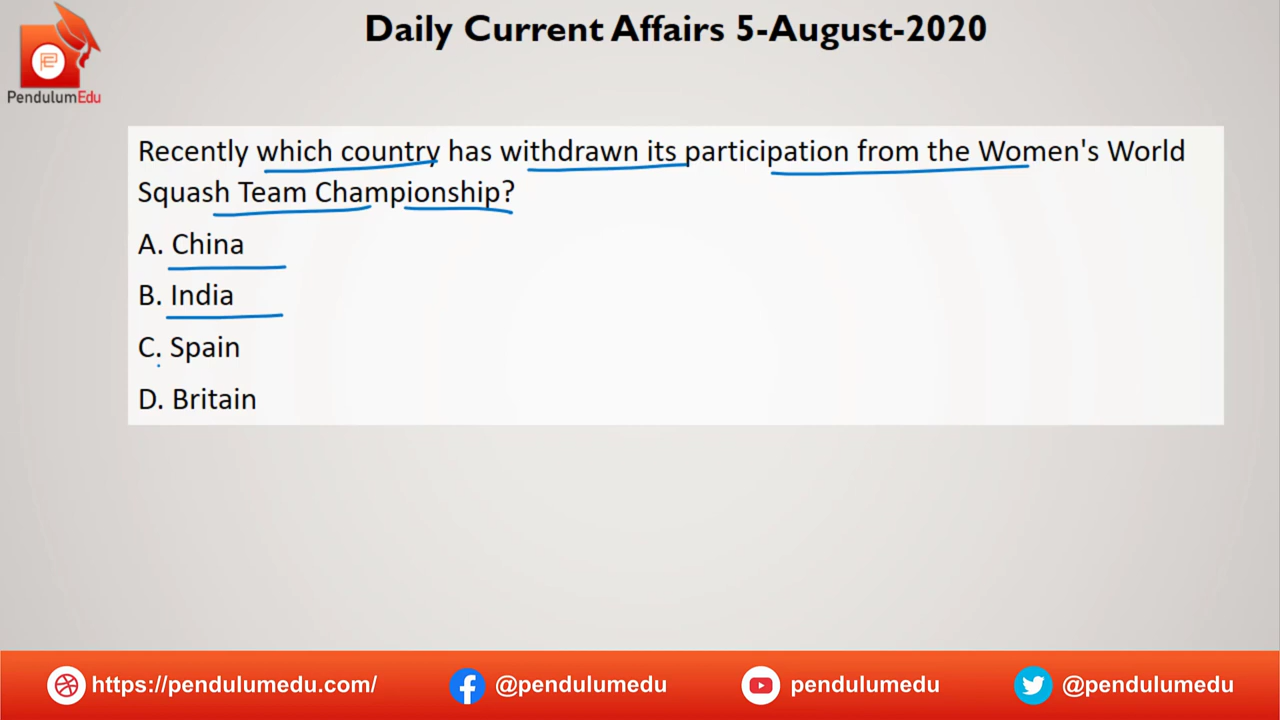 Daily Current Affairs 5-August-2020
PendulumEdu
Recently which country has withdrawn its participation from the Women's World
Squash Team Championship?
A. China
B. India
C. Spain
D. Britain
https://pendulumedu.com/ @pendulumedu pendulumedu @pendulumedu